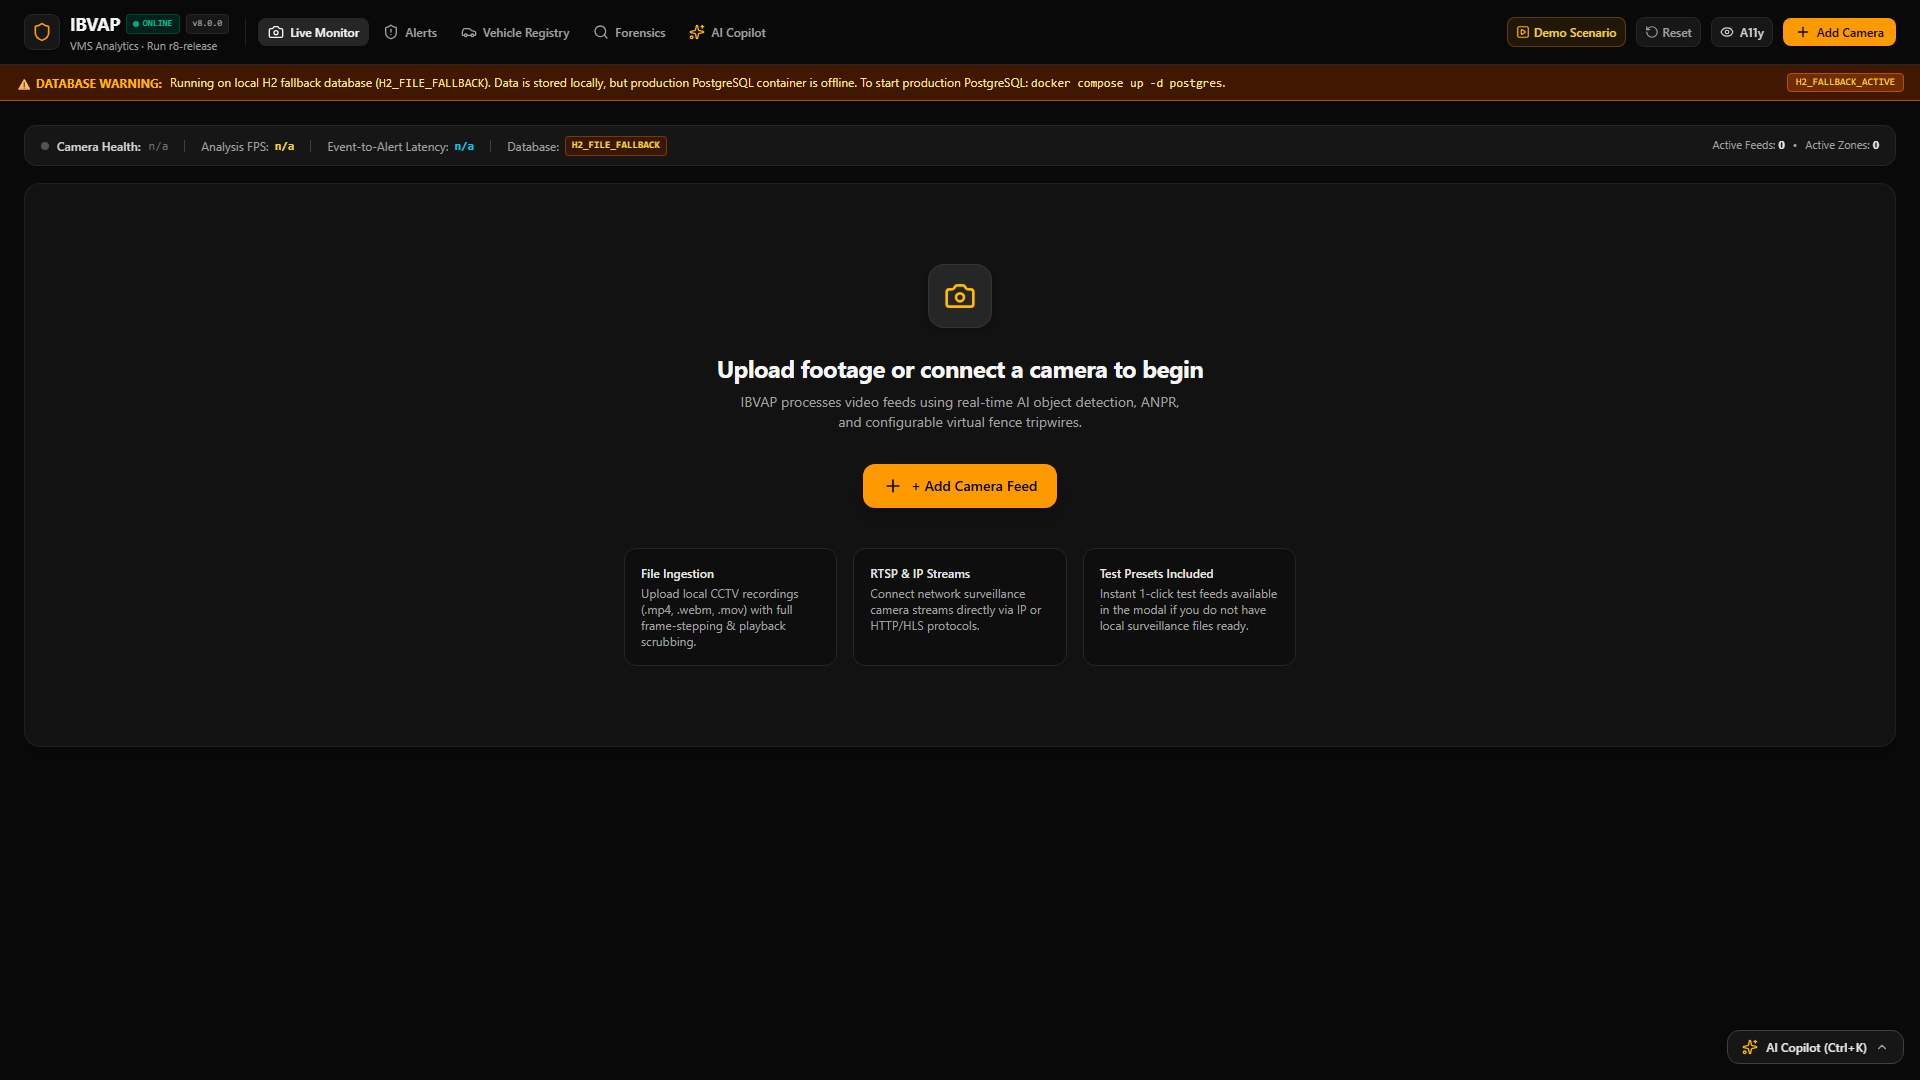 IBVAP ONLINE v8.0.0
VMS Analytics · Run r8-release
Live Monitor Alerts Vehicle Registry Forensics AI Copilot
Demo Scenario Reset A11y Add Camera
DATABASE WARNING: Running on local H2 fallback database (H2_FILE_FALLBACK). Data is stored locally, but production PostgreSQL container is offline. To start production PostgreSQL: docker compose up -d postgres.
H2_FALLBACK_ACTIVE
Camera Health: n/a Analysis FPS: n/a Event-to-Alert Latency: n/a Database: H2_FILE_FALLBACK
Active Feeds: 0 • Active Zones: 0
Upload footage or connect a camera to begin
IBVAP processes video feeds using real-time AI object detection, ANPR,
and configurable virtual fence tripwires.
+ Add Camera Feed
File Ingestion
Upload local CCTV recordings
(.mp4, .webm, .mov) with full
frame-stepping & playback
scrubbing.
RTSP & IP Streams
Connect network surveillance
camera streams directly via IP or
HTTP/HLS protocols.
Test Presets Included
Instant 1-click test feeds available
in the modal if you do not have
local surveillance files ready.
AI Copilot (Ctrl+K)